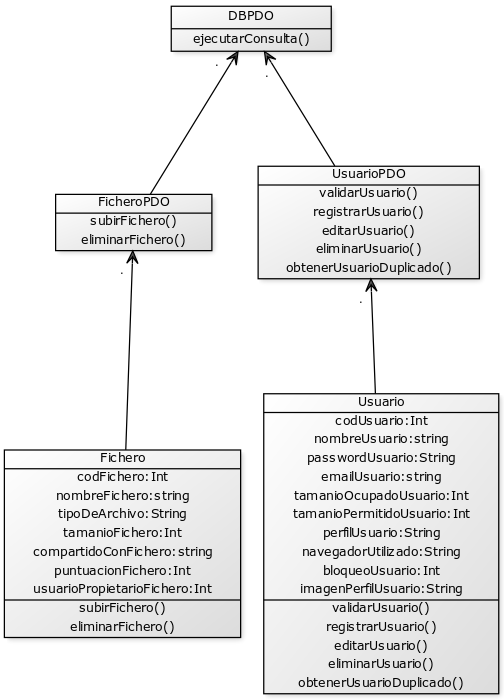 DBPDO
ejecutarConsulta()
FicheroPDO
subirFichero()
eliminarFichero()
UsuarioPDO
validarUsuario()
registrarUsuario()
editarUsuario()
eliminarUsuario()
obtenerUsuarioDuplicado()
Fichero
codFichero:Int
nombreFichero:string
tipoDeArchivo:String
tamanioFichero:Int
compartidoConFichero:string
puntuacionFichero:Int
usuarioPropietarioFichero:Int
subirFichero()
eliminarFichero()
Usuario
codUsuario:Int
nombreUsuario:string
passwordUsuario:String
emailUsuario:string
tamanioOcupadoUsuario:Int
tamanioPermitidoUsuario:Int
perfilUsuario:String
navegadorUtilizado:String
bloqueoUsuario:Int
imagenPerfilUsuario:String
validarUsuario()
registrarUsuario()
editarUsuario()
eliminarUsuario()
obtenerUsuarioDuplicado()